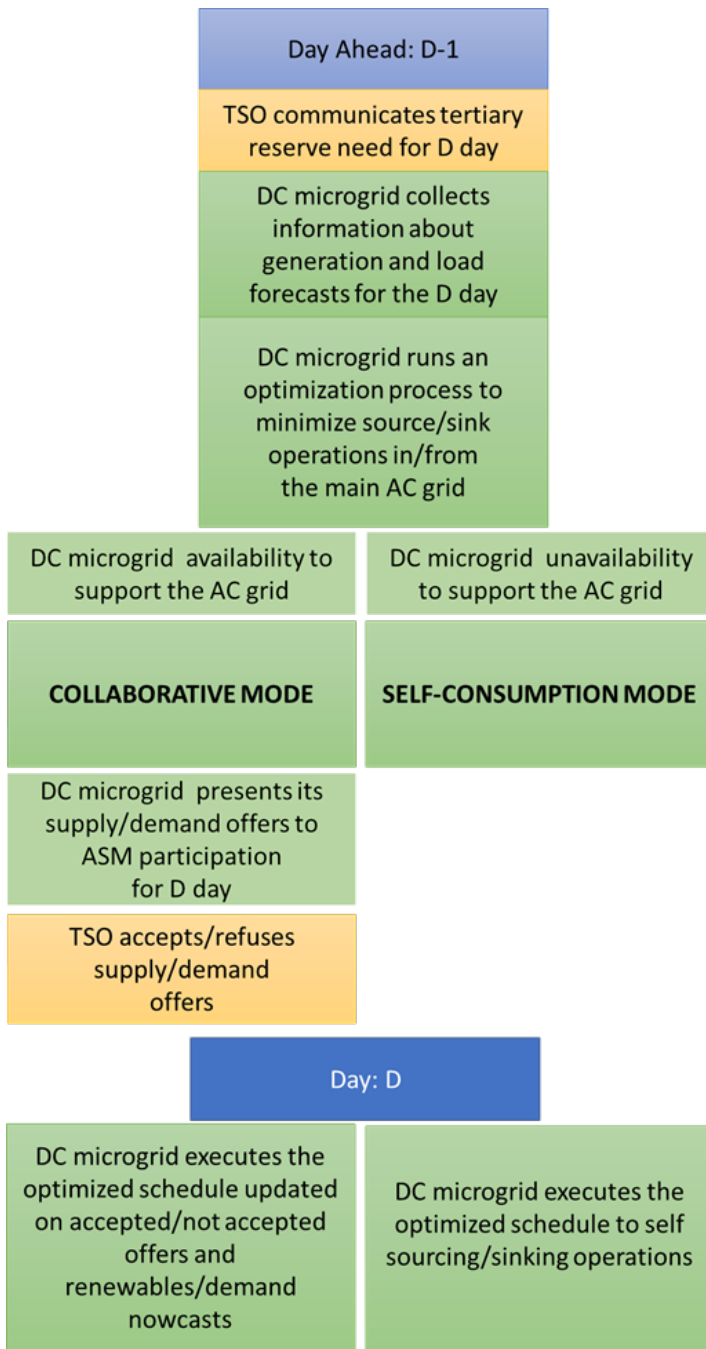 Day Ahead: D-1
TSO communicates tertiary
reserve need for D day
DC microgrid collects
information about
generation and load
forecasts for the D day
DC microgrid runs an
optimization process to
minimize source/sink
operations in/from
the main AC grid
DC microgrid availability to
support the AC grid
DC microgrid unavailability
to support the AC grid
COLLABORATIVE MODE
SELF-CONSUMPTION MODE
DC microgrid presents its
supply/demand offers to
ASM participation
for D day
TSO accepts/refuses
supply/demand
offers
Day: D
DC microgrid executes the
optimized schedule updated
on accepted/not accepted
offers and
renewables/demand
nowcasts
DC microgrid executes the
optimized schedule to self
sourcing/sinking operations